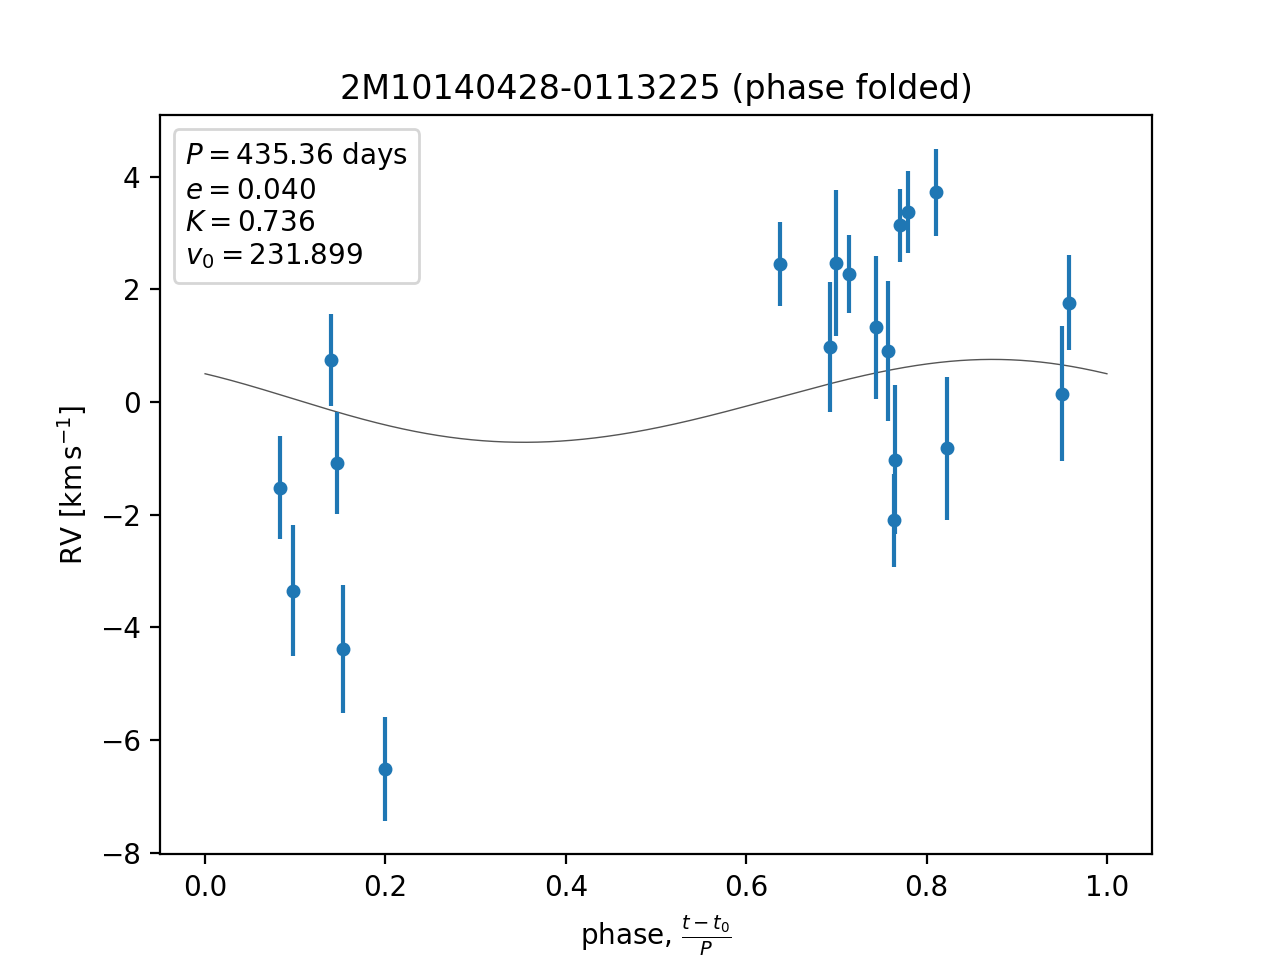 2M10140428-0113225 (phase folded)
P = 435.36 days
e = 0.040
K = 0.736
v₀ = 231.899
RV [km s⁻¹]
4
2
0
−2
−4
−6
−8
0.0 0.2 0.4 0.6 0.8 1.0
phase, (t − t₀)/P